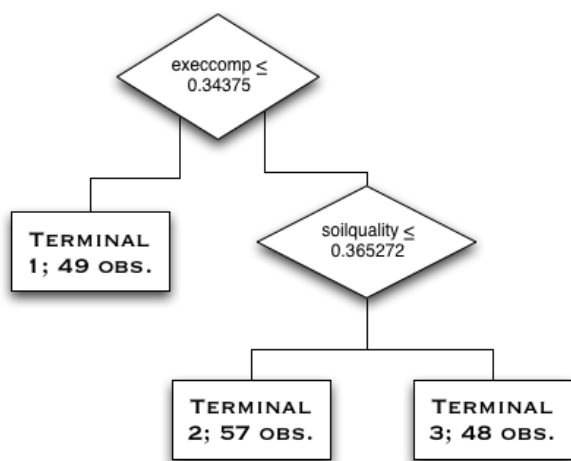 execcomp ≤
0.34375
TERMINAL
1; 49 OBS.
soilquality ≤
0.365272
TERMINAL
2; 57 OBS.
TERMINAL
3; 48 OBS.